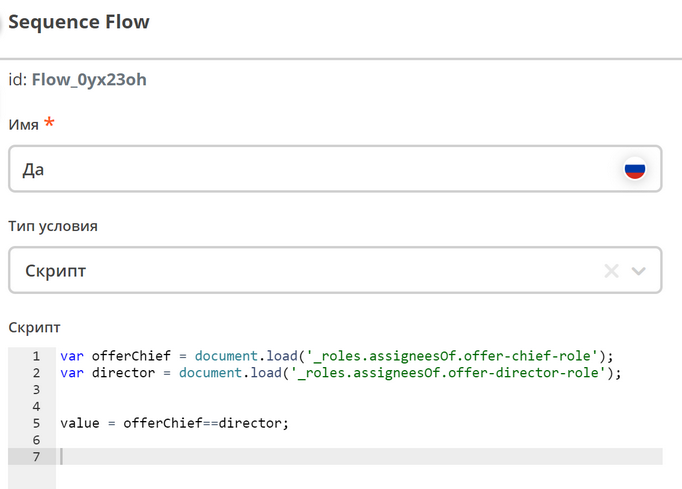 Sequence Flow
id: Flow_0yx23oh
Имя *
Да
Тип условия
Скрипт
Скрипт
1 var offerChief = document.load('_roles.assigneesOf.offer-chief-role');
2 var director = document.load('_roles.assigneesOf.offer-director-role');
3
4
5 value = offerChief==director;
6
7